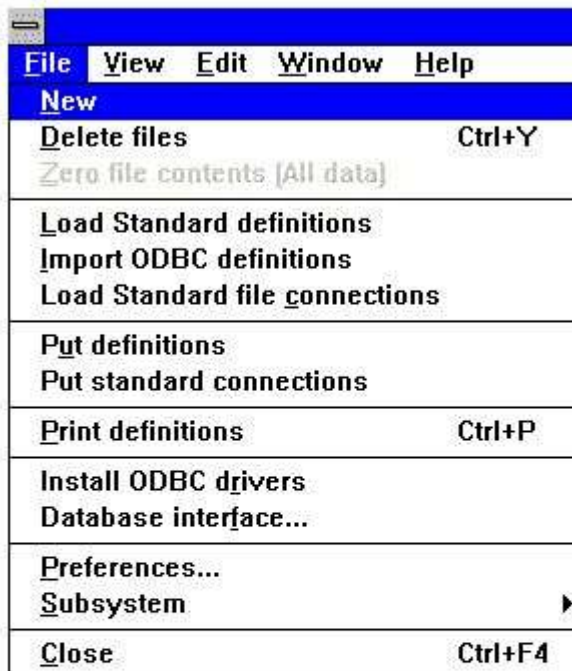 File View Edit Window Help
New
Delete files Ctrl+Y
Zero file contents (All data)
Load Standard definitions
Import ODBC definitions
Load Standard file connections
Put definitions
Put standard connections
Print definitions Ctrl+P
Install ODBC drivers
Database interface...
Preferences...
Subsystem
Close Ctrl+F4